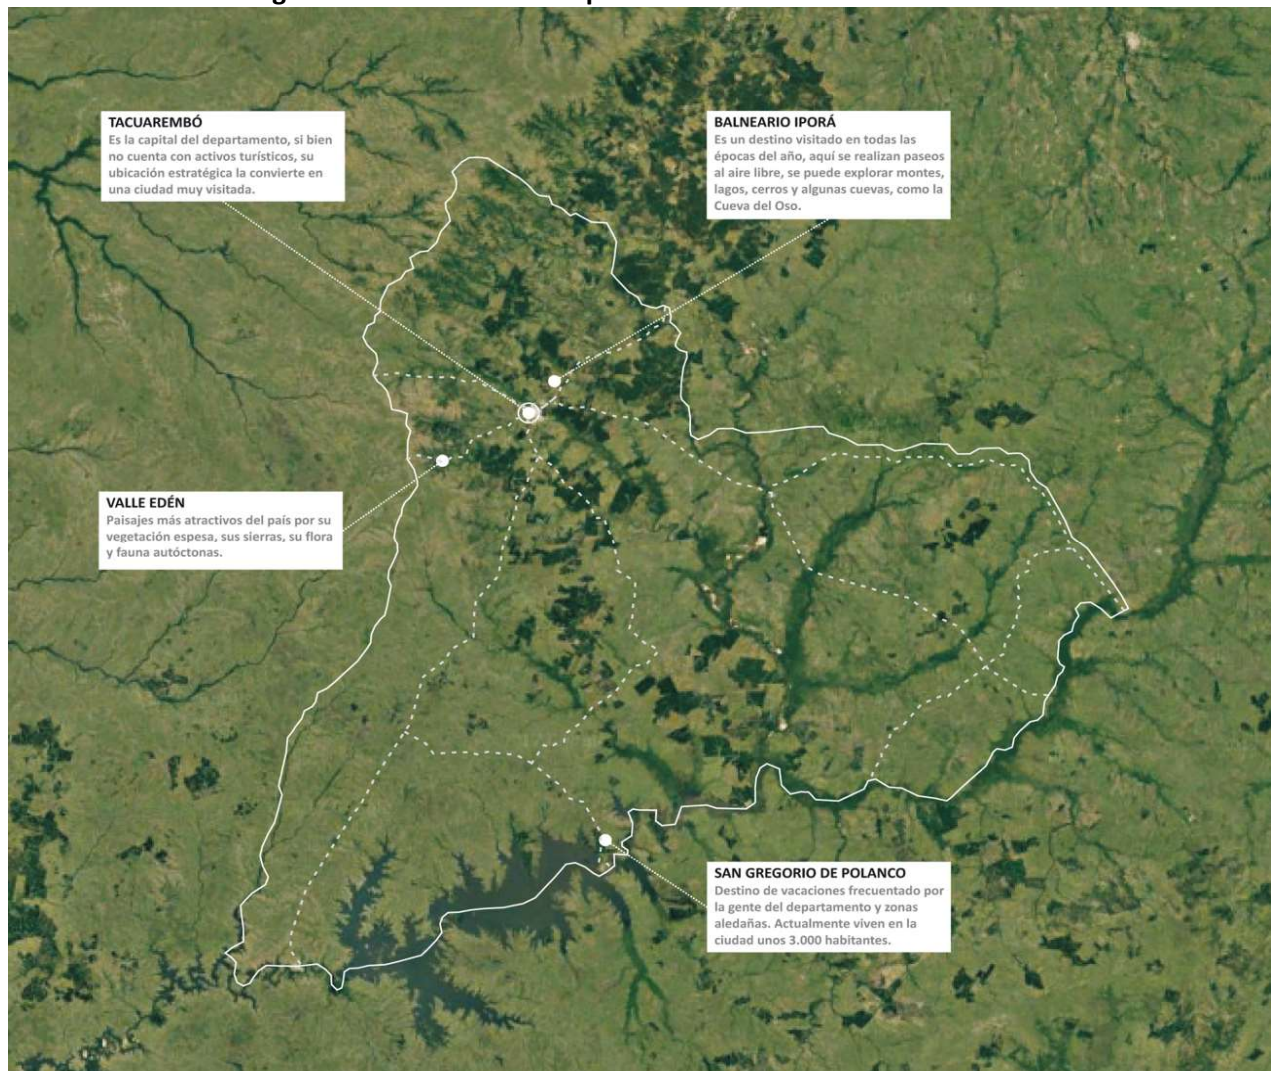 TACUAREMBÓ
Es la capital del departamento, si bien
no cuenta con activos turísticos, su
ubicación estratégica la convierte en
una ciudad muy visitada.
BALNEARIO IPORÁ
Es un destino visitado en todas las
épocas del año, aquí se realizan paseos
al aire libre, se puede explorar montes,
lagos, cerros y algunas cuevas, como la
Cueva del Oso.
VALLE EDÉN
Paisajes más atractivos del país por su
vegetación espesa, sus sierras, su flora
y fauna autóctonas.
SAN GREGORIO DE POLANCO
Destino de vacaciones frecuentado por
la gente del departamento y zonas
aledañas. Actualmente viven en la
ciudad unos 3.000 habitantes.